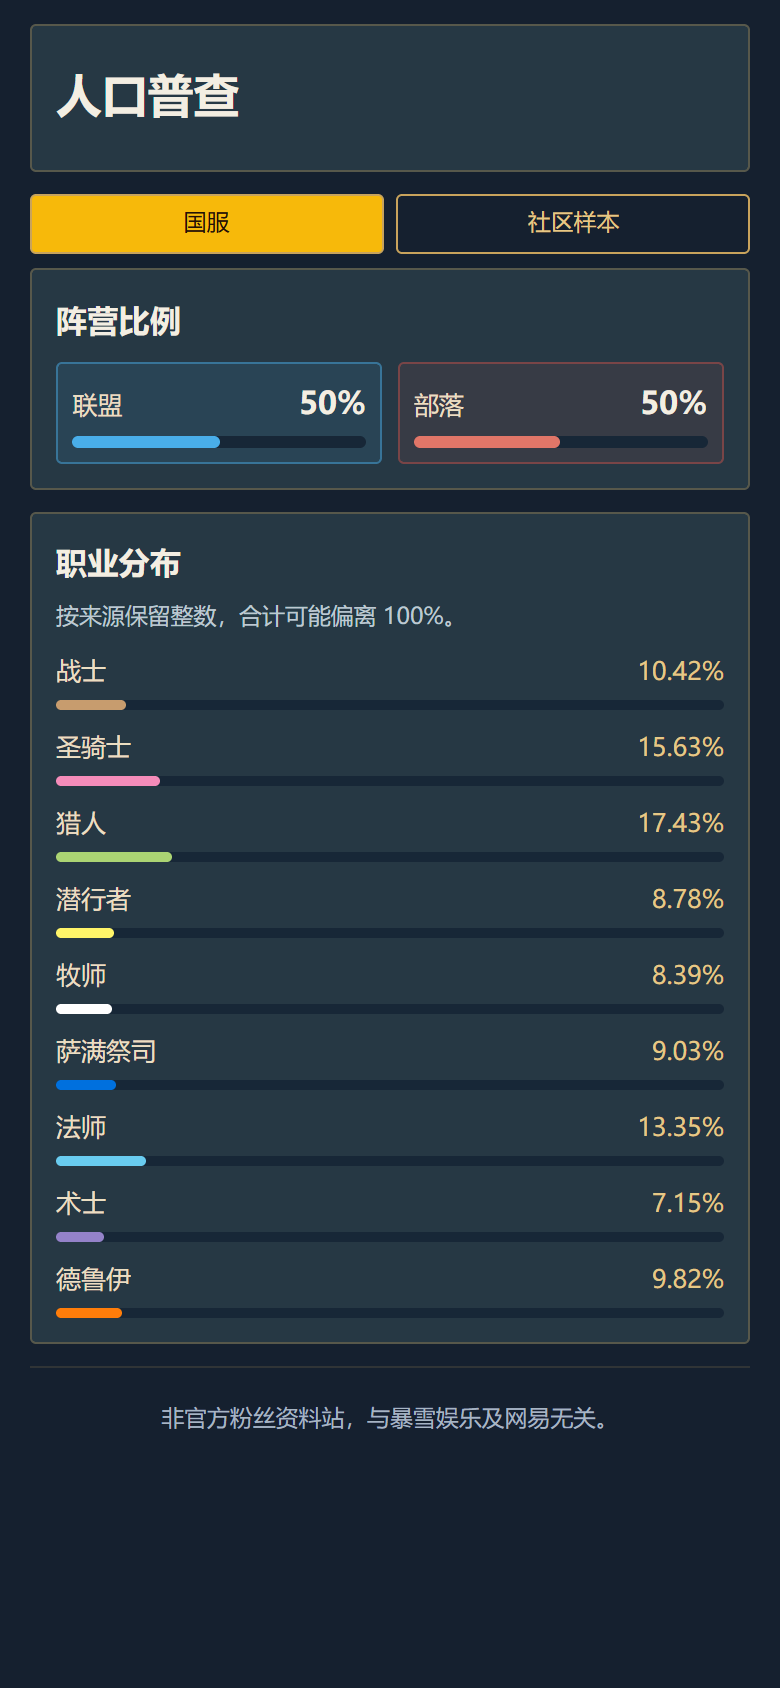 人口普查
国服
社区样本
阵营比例
联盟 50%
部落 50%
职业分布
按来源保留整数，合计可能偏离 100%。
战士 10.42%
圣骑士 15.63%
猎人 17.43%
潜行者 8.78%
牧师 8.39%
萨满祭司 9.03%
法师 13.35%
术士 7.15%
德鲁伊 9.82%
非官方粉丝资料站，与暴雪娱乐及网易无关。